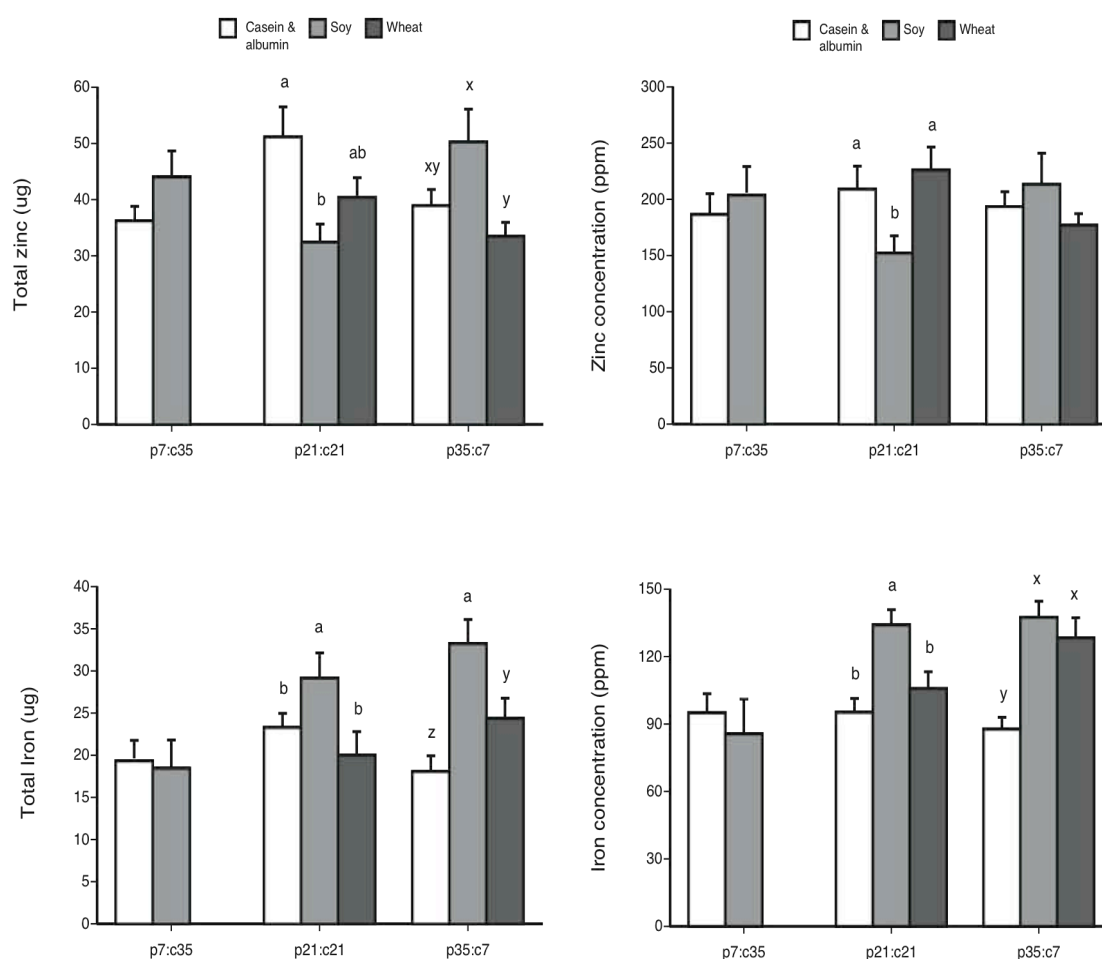 Casein & albumin Soy Wheat
Total zinc (ug)
60
50
40
30
20
10
0
a
x
xy
ab
b
y
p7:c35 p21:c21 p35:c7
Casein & albumin Soy Wheat
Zinc concentration (ppm)
300
250
200
150
100
50
0
a
a
b
p7:c35 p21:c21 p35:c7
Total Iron (ug)
40
35
30
25
20
15
10
5
0
a
a
b
y
b
z
p7:c35 p21:c21 p35:c7
Iron concentration (ppm)
150
120
90
60
30
0
a
x
x
b
b
y
p7:c35 p21:c21 p35:c7